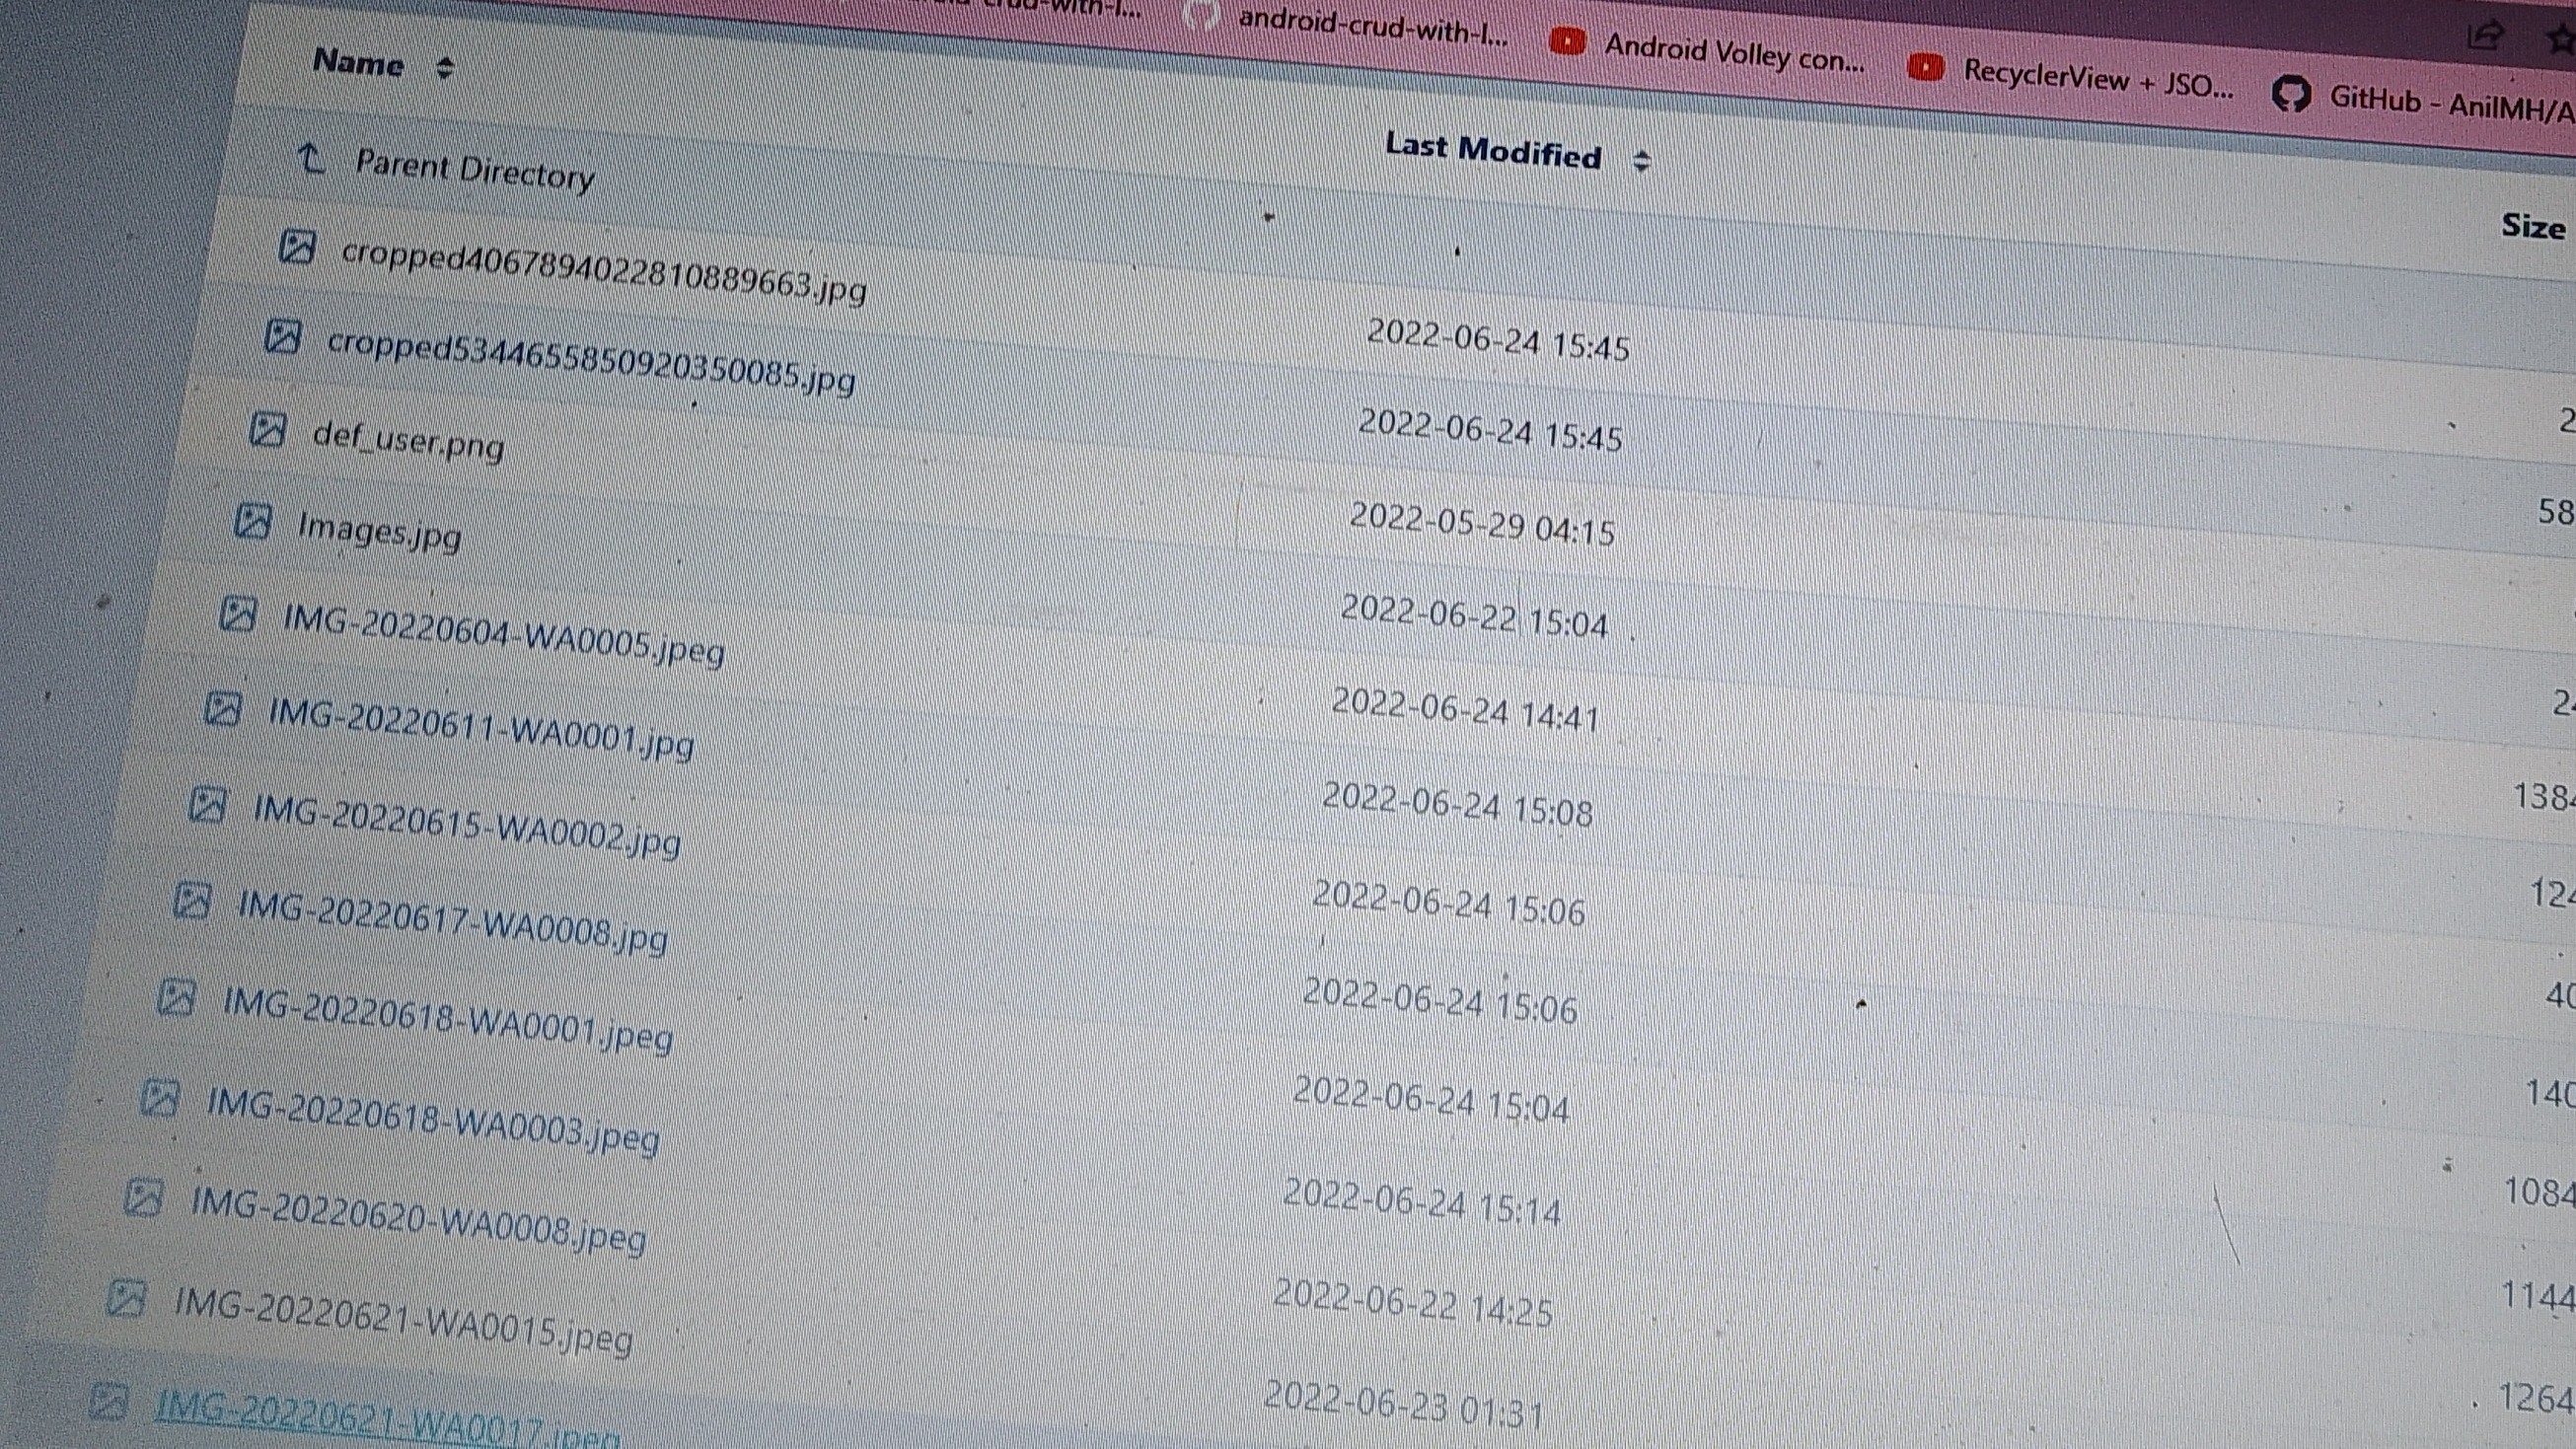 crud-with-l... android-crud-with-l... Android Volley con... RecyclerView + JSO... GitHub - AnilMH/A
Name Last Modified Size
Parent Directory
cropped4067894022810889663.jpg 2022-06-24 15:45 2
cropped5344655850920350085.jpg 2022-06-24 15:45 58
def_user.png 2022-05-29 04:15
Images.jpg 2022-06-22 15:04 24
IMG-20220604-WA0005.jpeg 2022-06-24 14:41 1384
IMG-20220611-WA0001.jpg 2022-06-24 15:08 124
IMG-20220615-WA0002.jpg 2022-06-24 15:06 40
IMG-20220617-WA0008.jpg 2022-06-24 15:06 140
IMG-20220618-WA0001.jpeg 2022-06-24 15:04 1084
IMG-20220618-WA0003.jpeg 2022-06-24 15:14 1144
IMG-20220620-WA0008.jpeg 2022-06-22 14:25 1264
IMG-20220621-WA0015.jpeg 2022-06-23 01:31
IMG-20220621-WA0017.jpeg